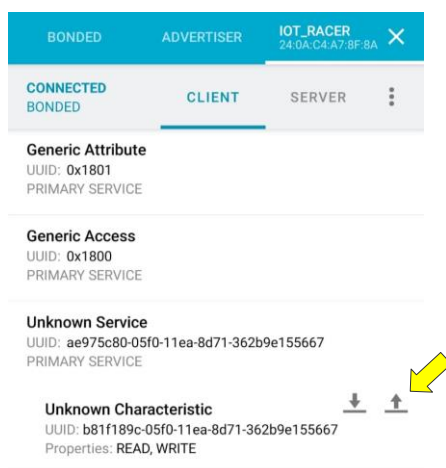 BONDED
ADVERTISER
IOT_RACER
24:0A:C4:A7:8F:8A
CONNECTED
BONDED
CLIENT
SERVER
Generic Attribute
UUID: 0x1801
PRIMARY SERVICE
Generic Access
UUID: 0x1800
PRIMARY SERVICE
Unknown Service
UUID: ae975c80-05f0-11ea-8d71-362b9e155667
PRIMARY SERVICE
Unknown Characteristic
UUID: b81f189c-05f0-11ea-8d71-362b9e155667
Properties: READ, WRITE